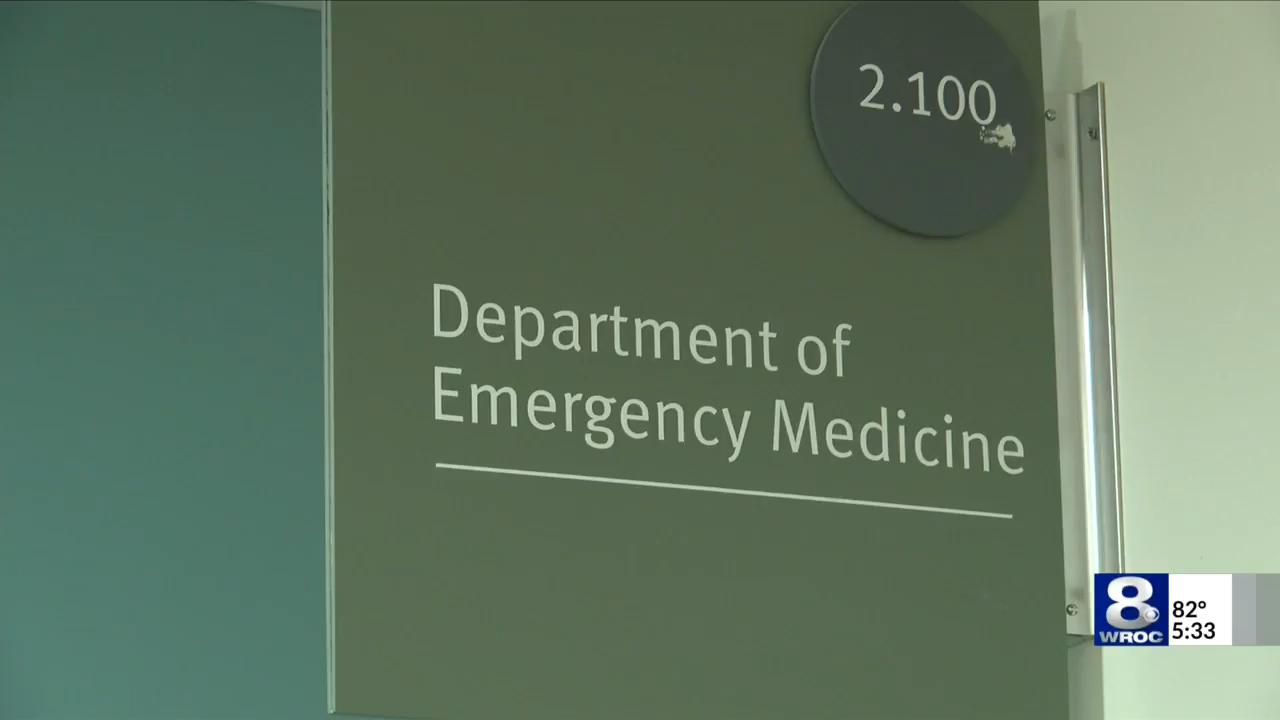 2.100
Department of
Emergency Medicine
8
WROC
82°
5:33